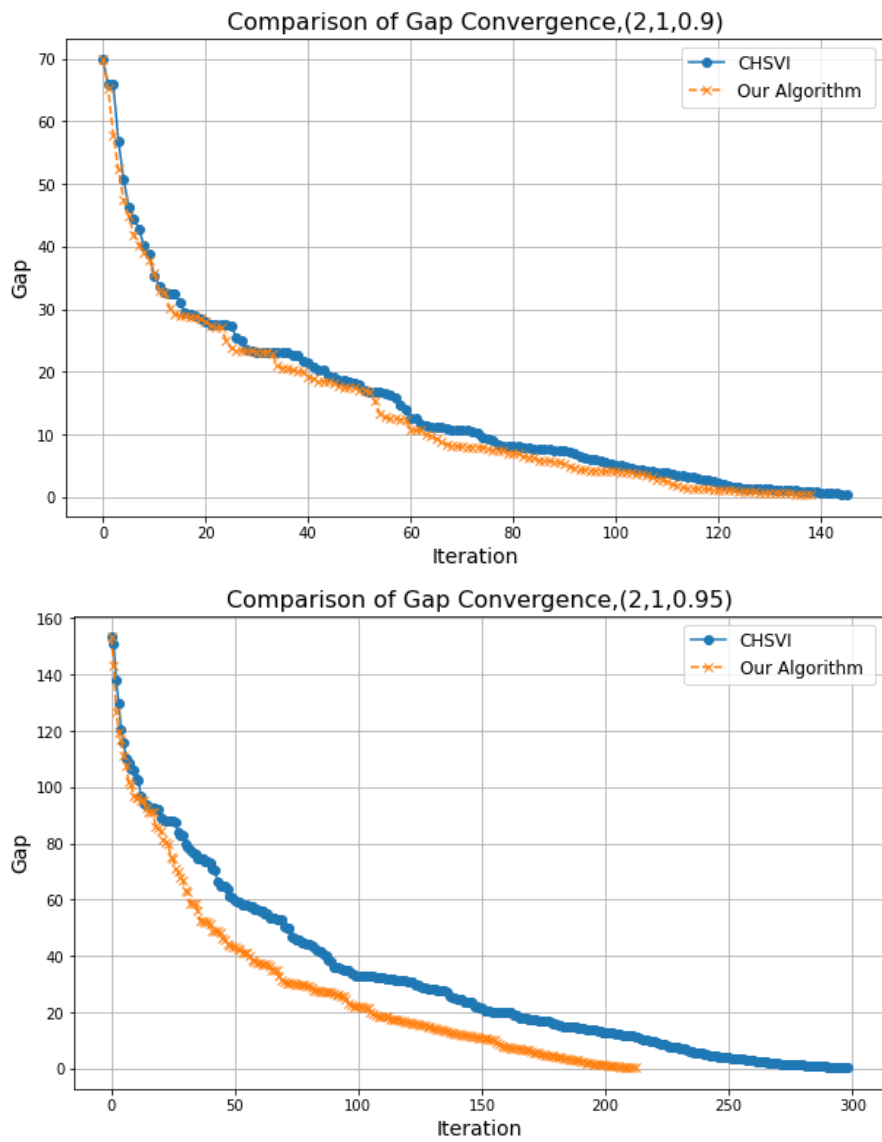 Comparison of Gap Convergence,(2,1,0.9)
70
60
50
40
30
20
10
0
Gap
CHSVI
Our Algorithm
0 20 40 60 80 100 120 140
Iteration
Comparison of Gap Convergence,(2,1,0.95)
160
140
120
100
80
60
40
20
0
Gap
CHSVI
Our Algorithm
0 50 100 150 200 250 300
Iteration